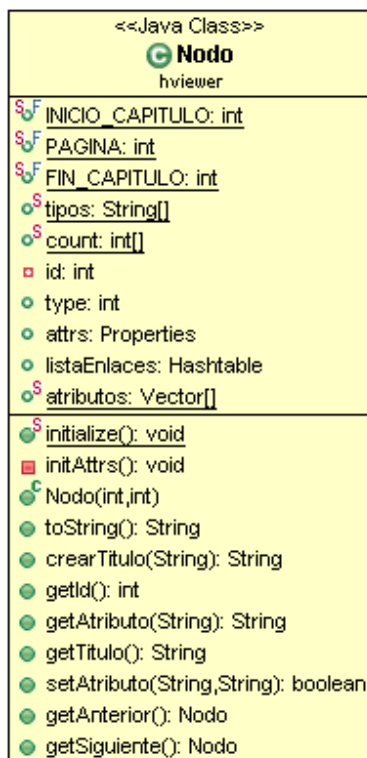 <<Java Class>>
C Nodo
hviewer
S F INICIO_CAPITULO: int
S F PAGINA: int
S F FIN_CAPITULO: int
S tipos: String[]
S count: int[]
id: int
type: int
attrs: Properties
listaEnlaces: Hashtable
S atributos: Vector[]
S initialize(): void
initAttrs(): void
C Nodo(int,int)
toString(): String
crearTitulo(String): String
getId(): int
getAtributo(String): String
getTitulo(): String
setAtributo(String,String): boolean
getAnterior(): Nodo
getSiguiente(): Nodo